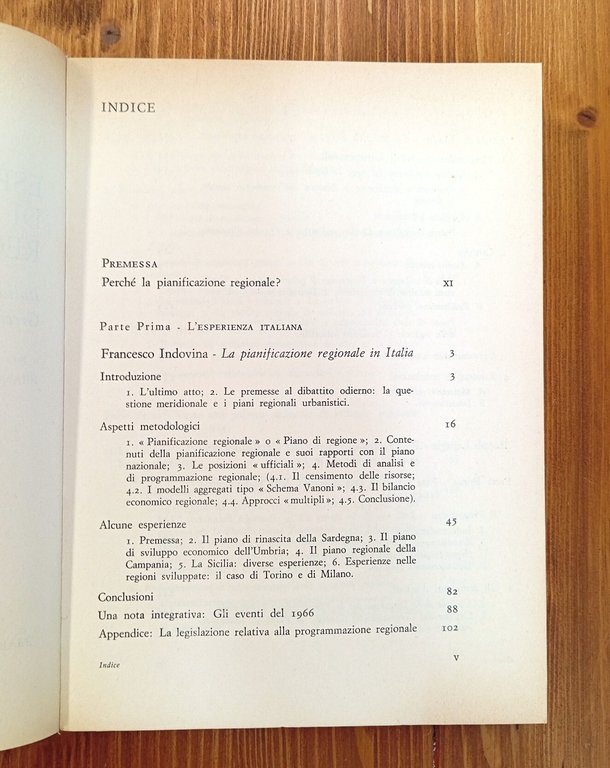 INDICE
PREMESSA
Perché la pianificazione regionale? XI
Parte Prima - L'ESPERIENZA ITALIANA
Francesco Indovina - La pianificazione regionale in Italia 3
Introduzione 3
1. L'ultimo atto; 2. Le premesse al dibattito odierno: la que-
stione meridionale e i piani regionali urbanistici.
Aspetti metodologici 16
1. « Pianificazione regionale » o « Piano di regione »; 2. Conte-
nuti della pianificazione regionale e suoi rapporti con il piano
nazionale; 3. Le posizioni « ufficiali »; 4. Metodi di analisi e
di programmazione regionale; (4.1. Il censimento delle risorse;
4.2. I modelli aggregati tipo « Schema Vanoni »; 4.3. Il bilancio
economico regionale; 4.4. Approcci « multipli »; 4.5. Conclusione).
Alcune esperienze 45
1. Premessa; 2. Il piano di rinascita della Sardegna; 3. Il piano
di sviluppo economico dell'Umbria; 4. Il piano regionale della
Campania; 5. La Sicilia: diverse esperienze; 6. Esperienze nelle
regioni sviluppate: il caso di Torino e di Milano.
Conclusioni 82
Una nota integrativa: Gli eventi del 1966 88
Appendice: La legislazione relativa alla programmazione regionale 102
Indice V